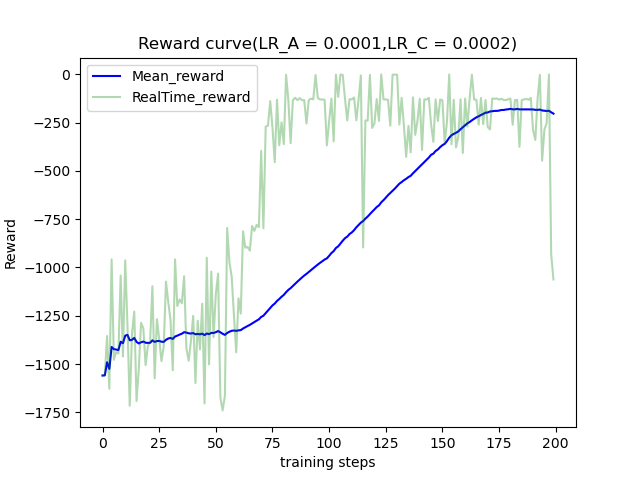 Reward curve(LR_A = 0.0001,LR_C = 0.0002)
Mean_reward
RealTime_reward
0
−250
−500
−750
−1000
−1250
−1500
−1750
Reward
0 25 50 75 100 125 150 175 200
training steps